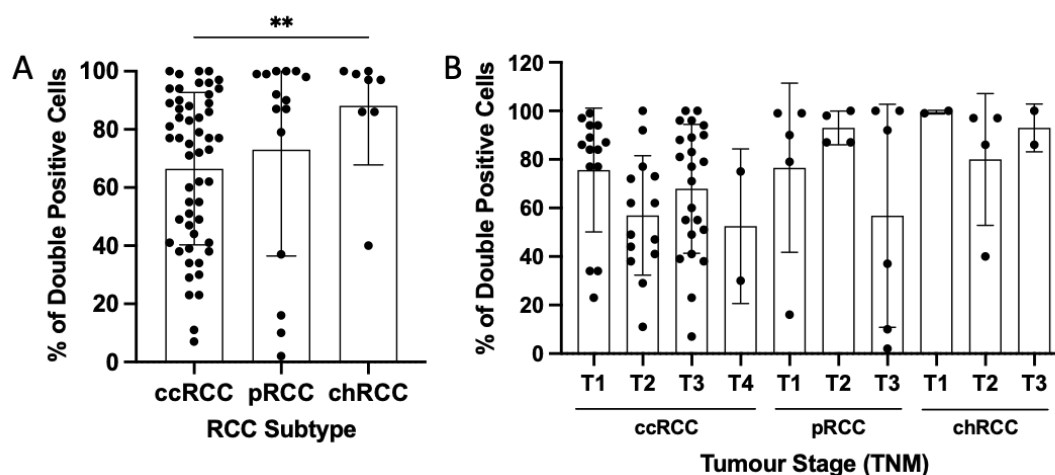 A
**
% of Double Positive Cells
100
80
60
40
20
0
ccRCC pRCC chRCC
RCC Subtype
B
% of Double Positive Cells
120
100
80
60
40
20
0
T1 T2 T3 T4 T1 T2 T3 T1 T2 T3
ccRCC pRCC chRCC
Tumour Stage (TNM)